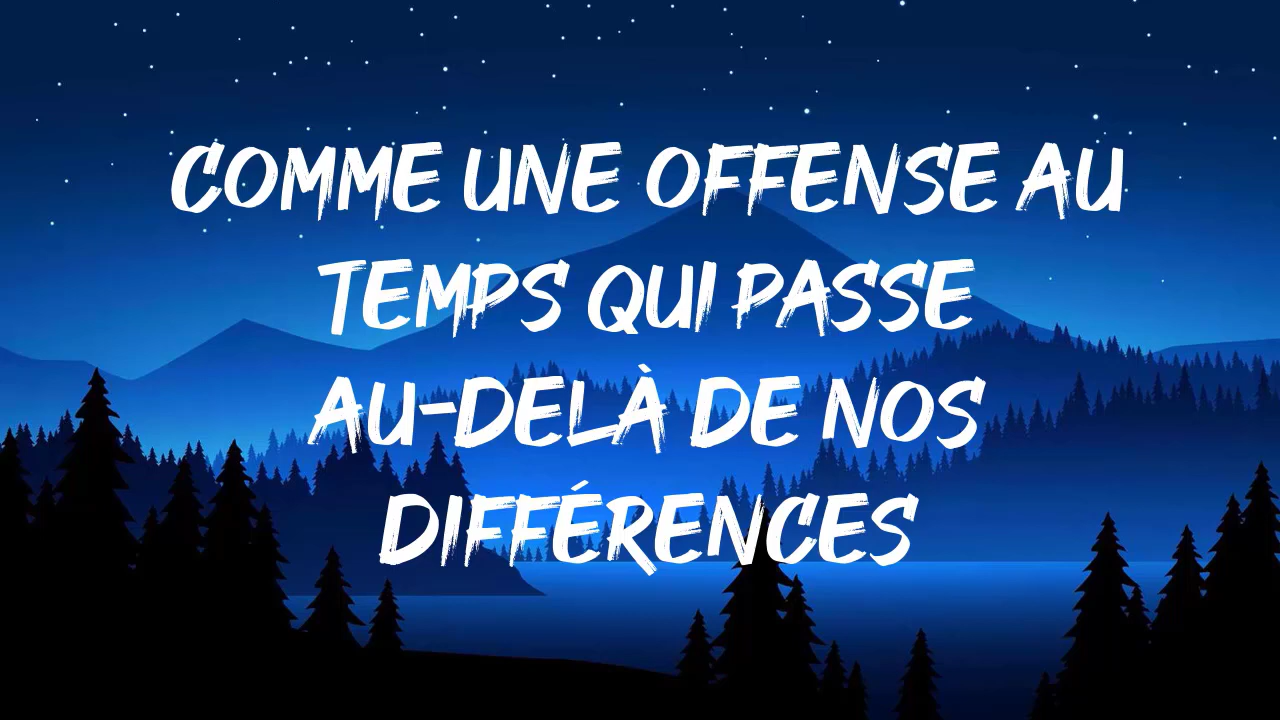 COMME UNE OFFENSE AU
TEMPS QUI PASSE
AU-DELÀ DE NOS
DIFFÉRENCES